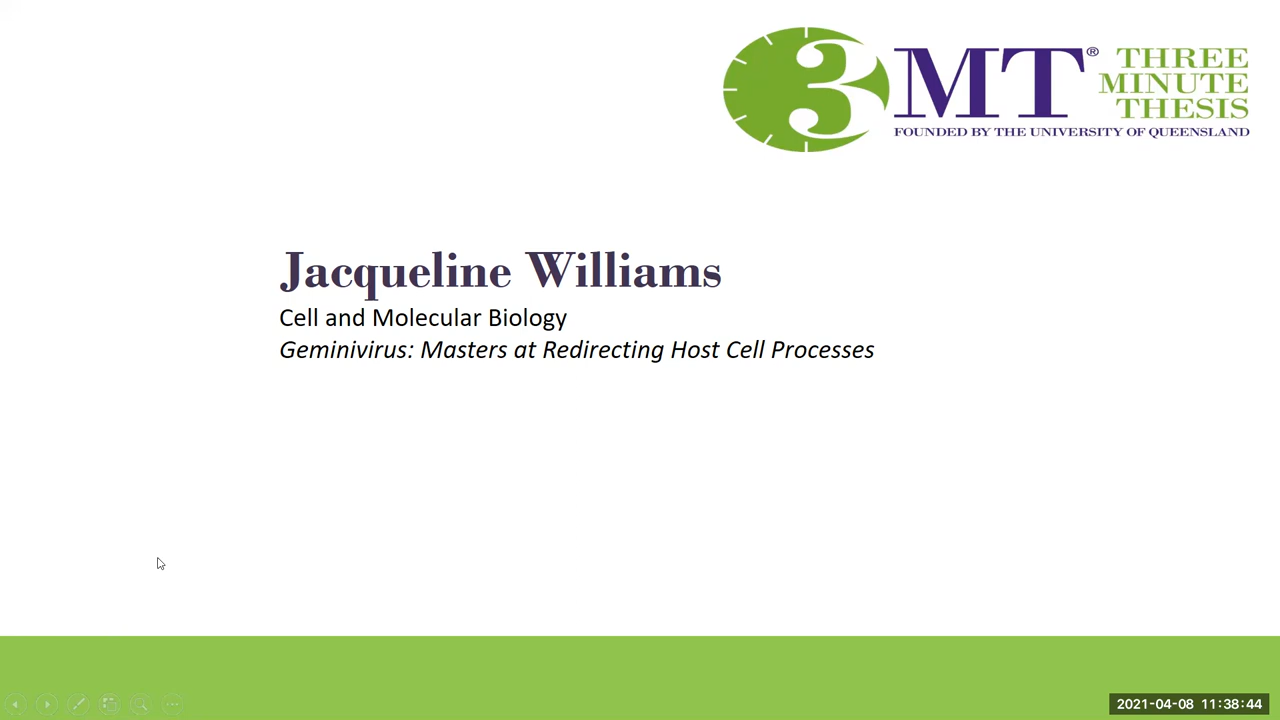 3MT® THREE
MINUTE
THESIS
FOUNDED BY THE UNIVERSITY OF QUEENSLAND
Jacqueline Williams
Cell and Molecular Biology
Geminivirus: Masters at Redirecting Host Cell Processes
2021-04-08 11:38:44